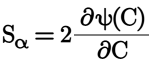 S_α = 2 ∂ψ(C) / ∂C